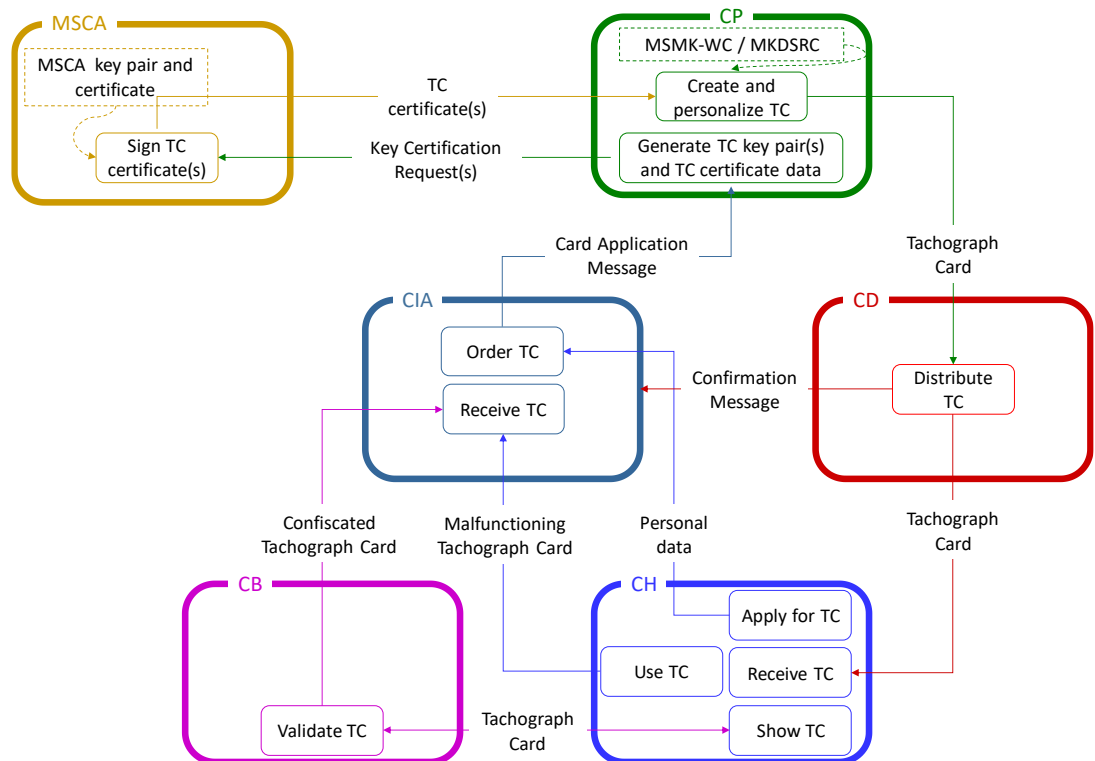 MSCA
CP
MSCA key pair and
certificate
MSMK-WC / MKDSRC
TC
certificate(s)
Create and
personalize TC
Sign TC
certificate(s)
Key Certification
Request(s)
Generate TC key pair(s)
and TC certificate data
Card Application
Message
Tachograph
Card
CIA
CD
Order TC
Receive TC
Confirmation
Message
Distribute
TC
Confiscated
Tachograph Card
Malfunctioning
Tachograph Card
Personal
data
Tachograph
Card
CB
CH
Apply for TC
Use TC
Receive TC
Validate TC
Tachograph
Card
Show TC